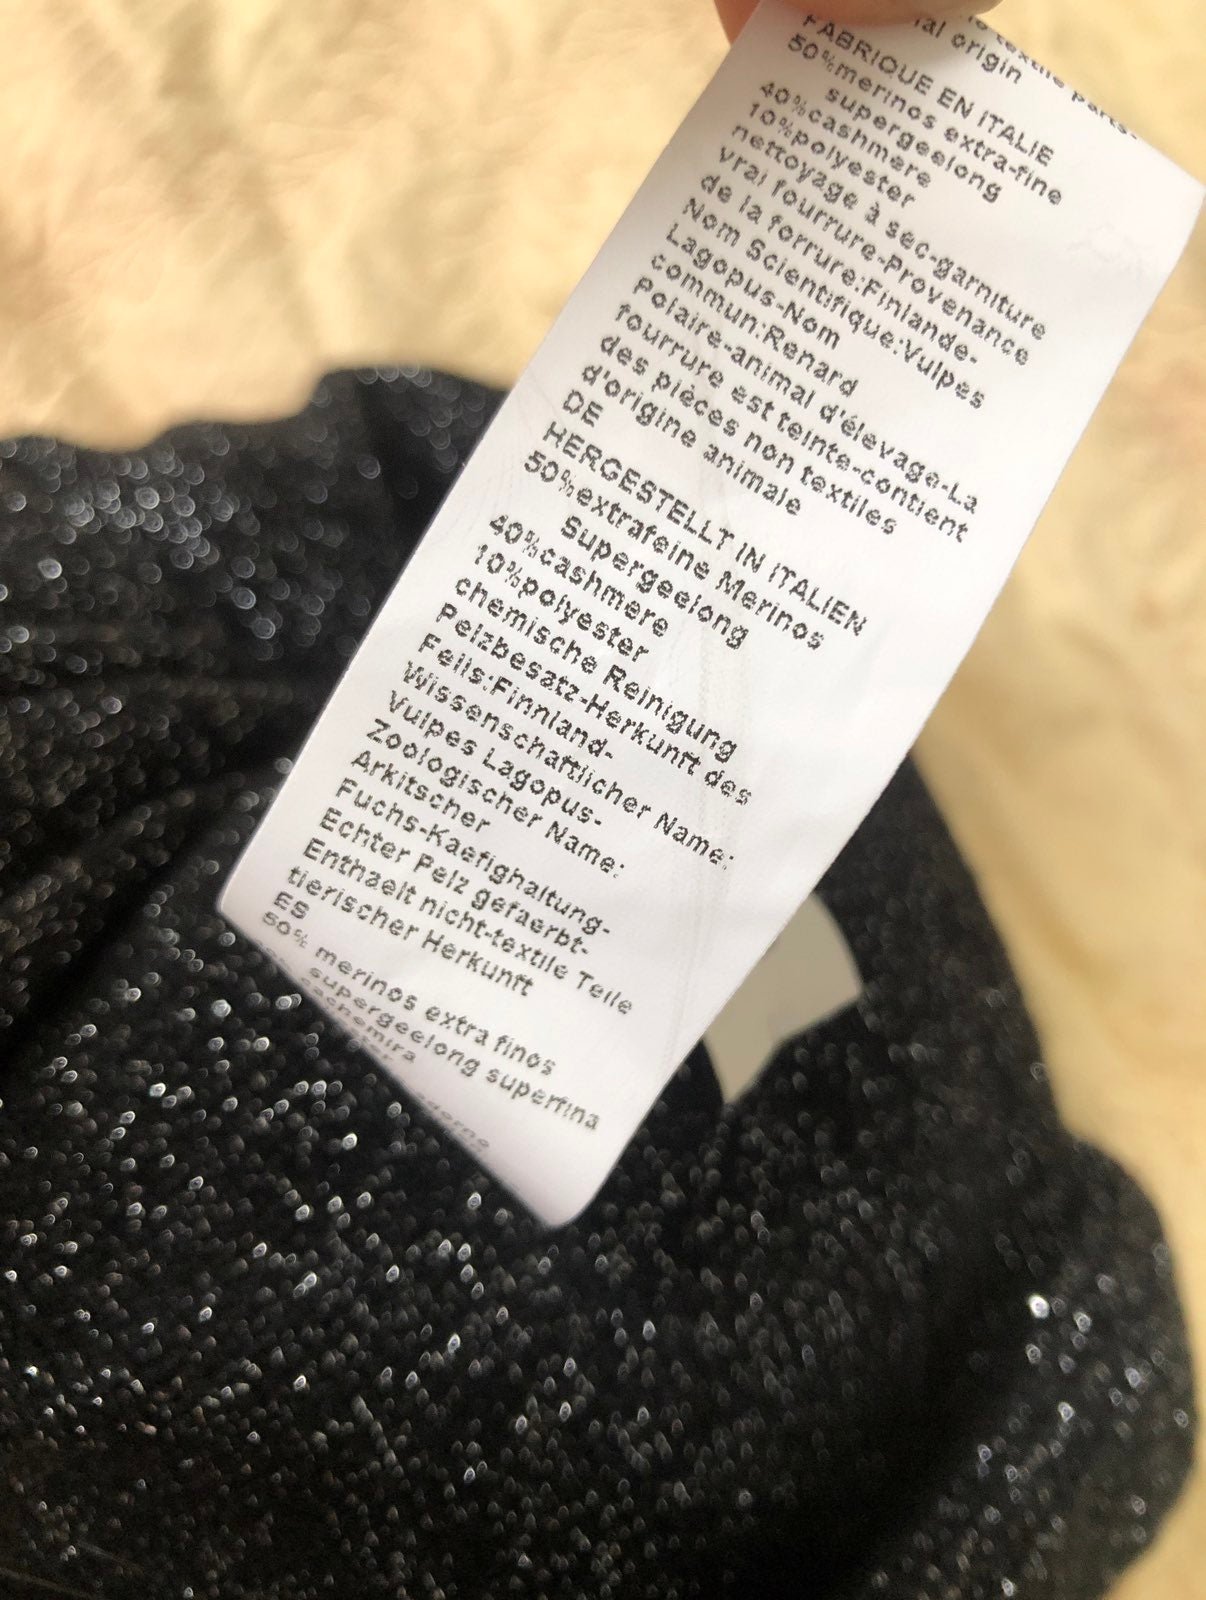 textile parts-
origin
FABRIQUE EN ITALIE
50%merinos extra-fine
supergeelong
40%cashmere
10%polyester
nettoyage à sec-garniture
vrai fourrure-Provenance
de la forrure:Finlande-
Nom Scientifique:Vulpes
Lagopus-Nom
commun:Renard
Polaire-animal d'élevage-La
fourrure est teinte-contient
des pièces non textiles
d'origine animale
DE
HERGESTELLT IN ITALIEN
50%extrafeine Merinos
Supergeelong
40%cashmere
10%polyester
chemische Reinigung
Pelzbesatz-Herkunft des
Fells:Finnland-
Wissenschaftlicher Name:
Vulpes Lagopus-
Zoologischer Name:
Arkitscher
Fuchs-Kaefighaltung-
Echter Pelz gefaerbt-
Enthaelt nicht-textile Teile
tierischer Herkunft
ES
50% merinos extra finos
supergeelong superfina